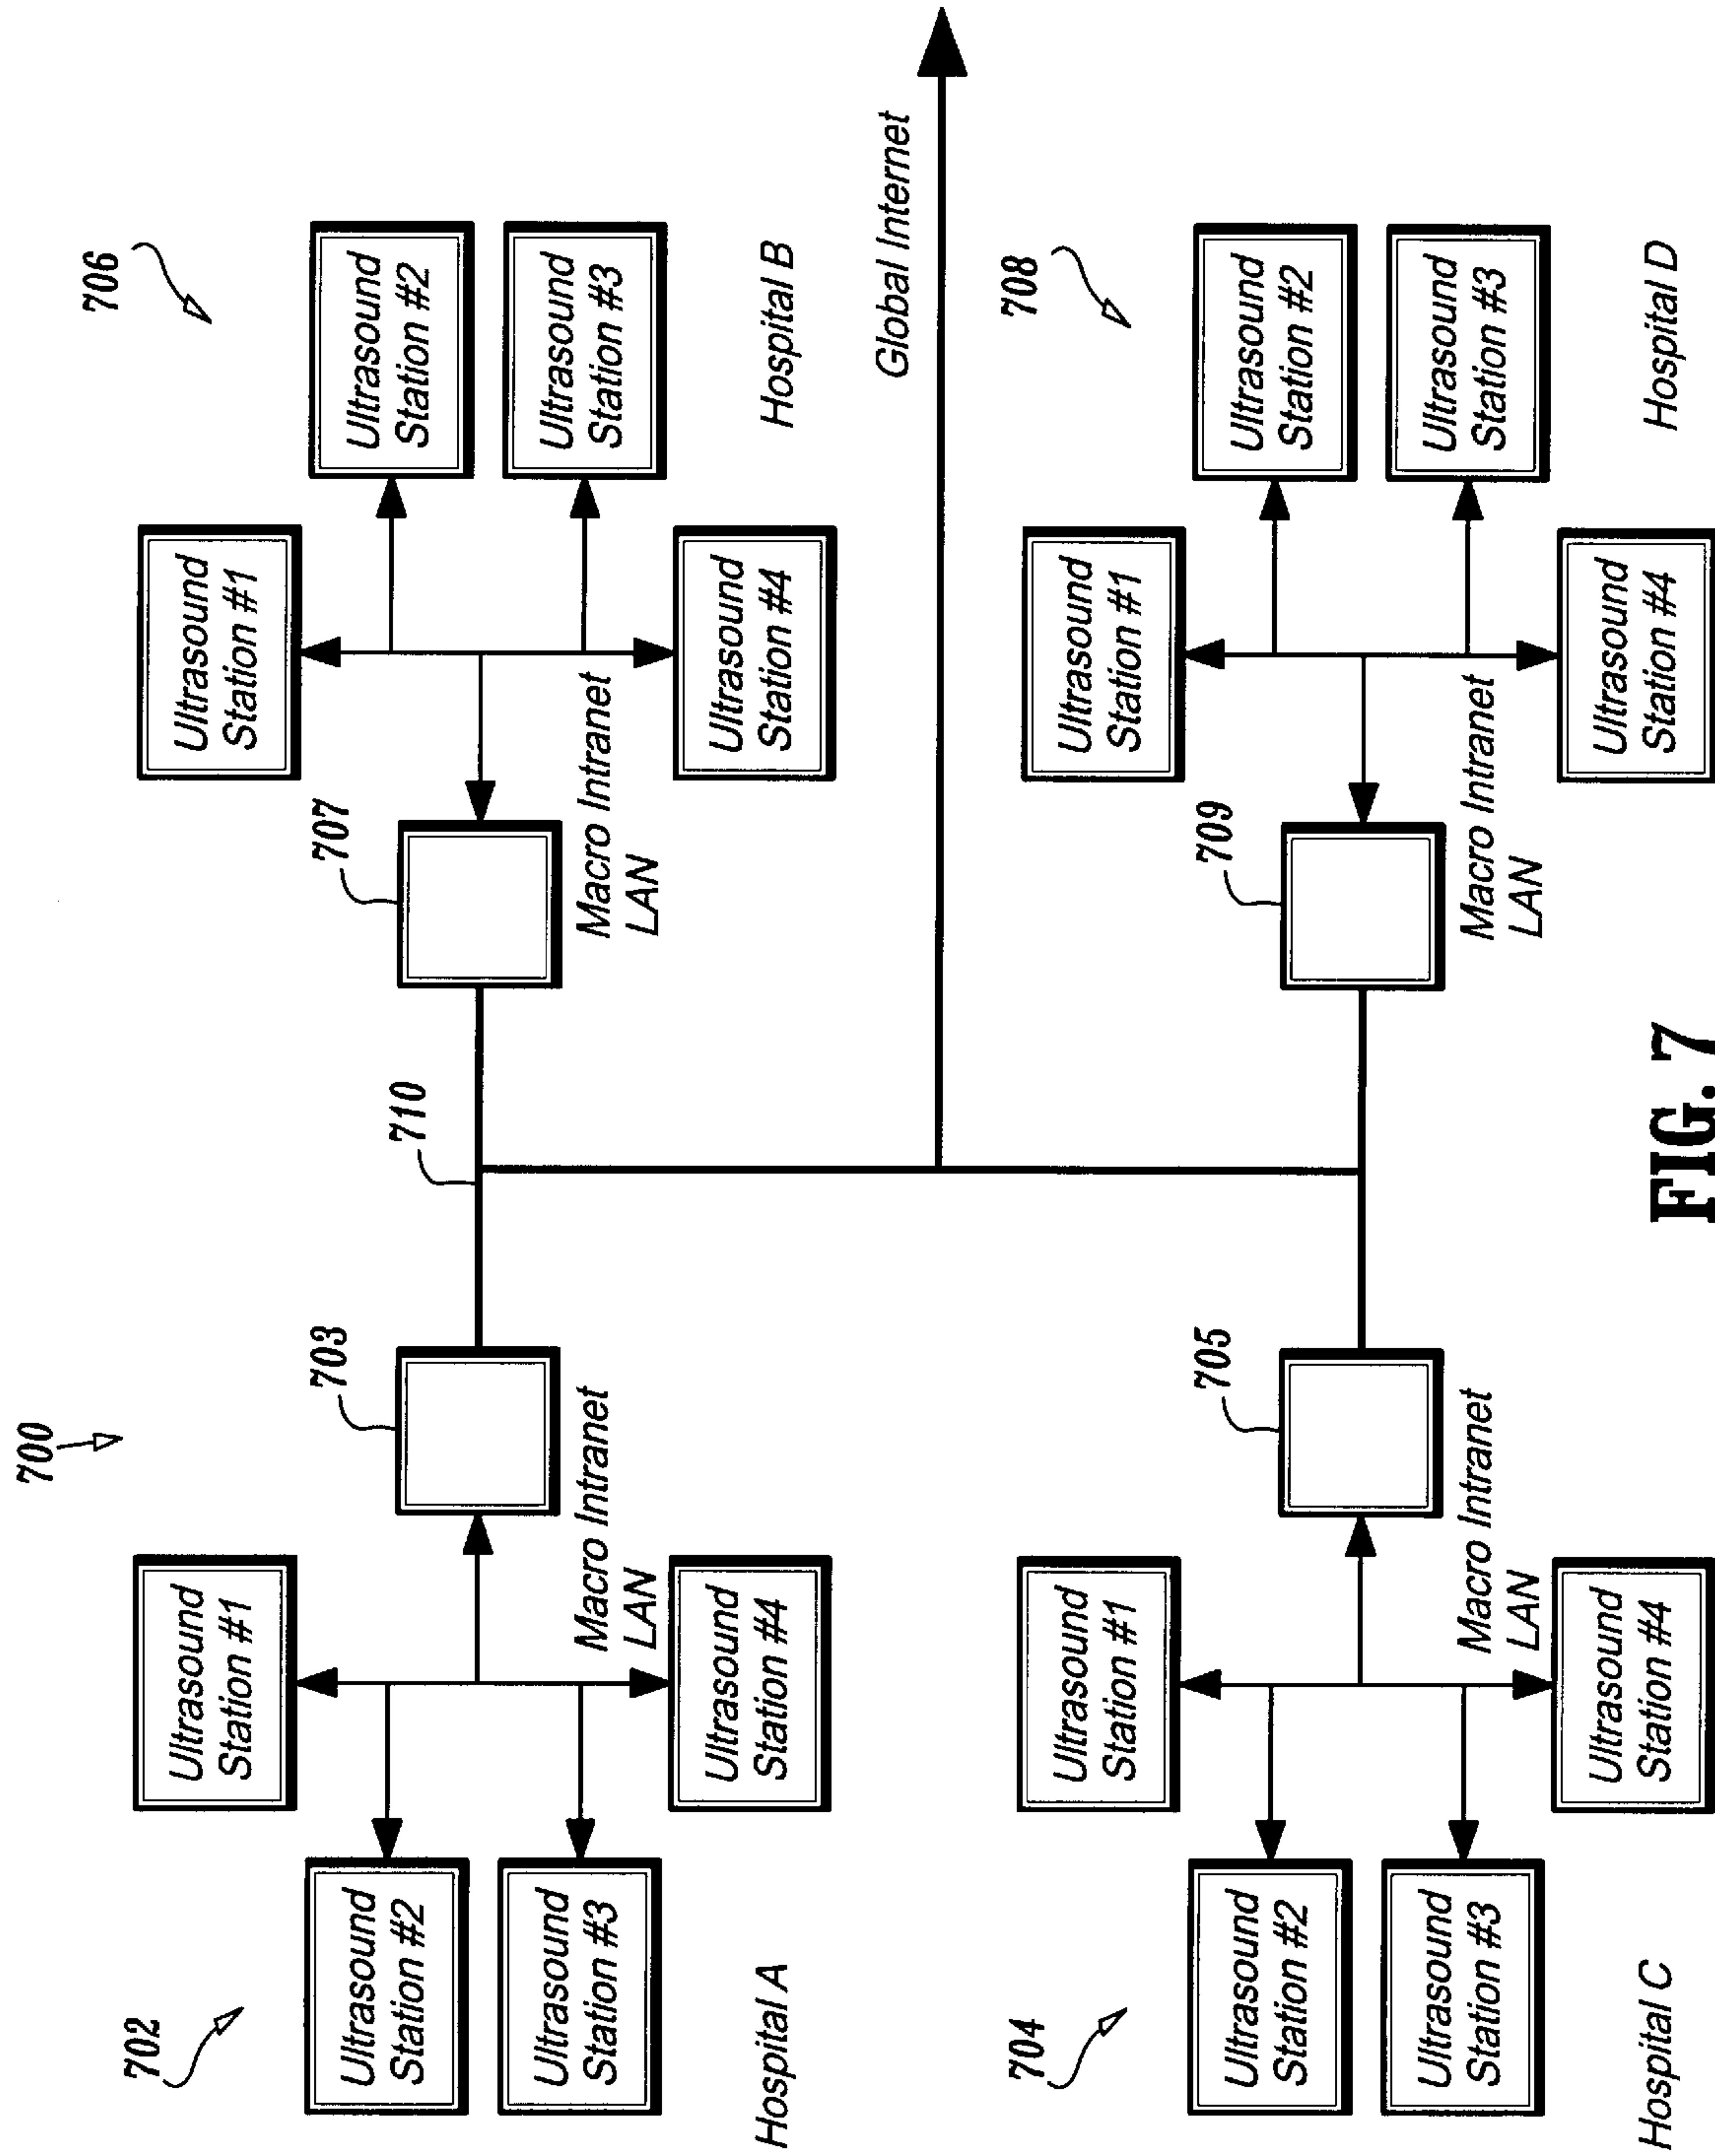 700
702
706
Ultrasound
Station #1
Ultrasound
Station #2
Ultrasound
Station #3
Ultrasound
Station #4
703
Macro Intranet
LAN
Hospital A
710
707
Ultrasound
Station #1
Ultrasound
Station #2
Ultrasound
Station #3
Ultrasound
Station #4
Macro Intranet
LAN
Hospital B
Global Internet
704
Ultrasound
Station #1
Ultrasound
Station #2
Ultrasound
Station #3
Ultrasound
Station #4
705
Macro Intranet
LAN
Hospital C
708
709
Ultrasound
Station #1
Ultrasound
Station #2
Ultrasound
Station #3
Ultrasound
Station #4
Macro Intranet
LAN
Hospital D
FIG. 7